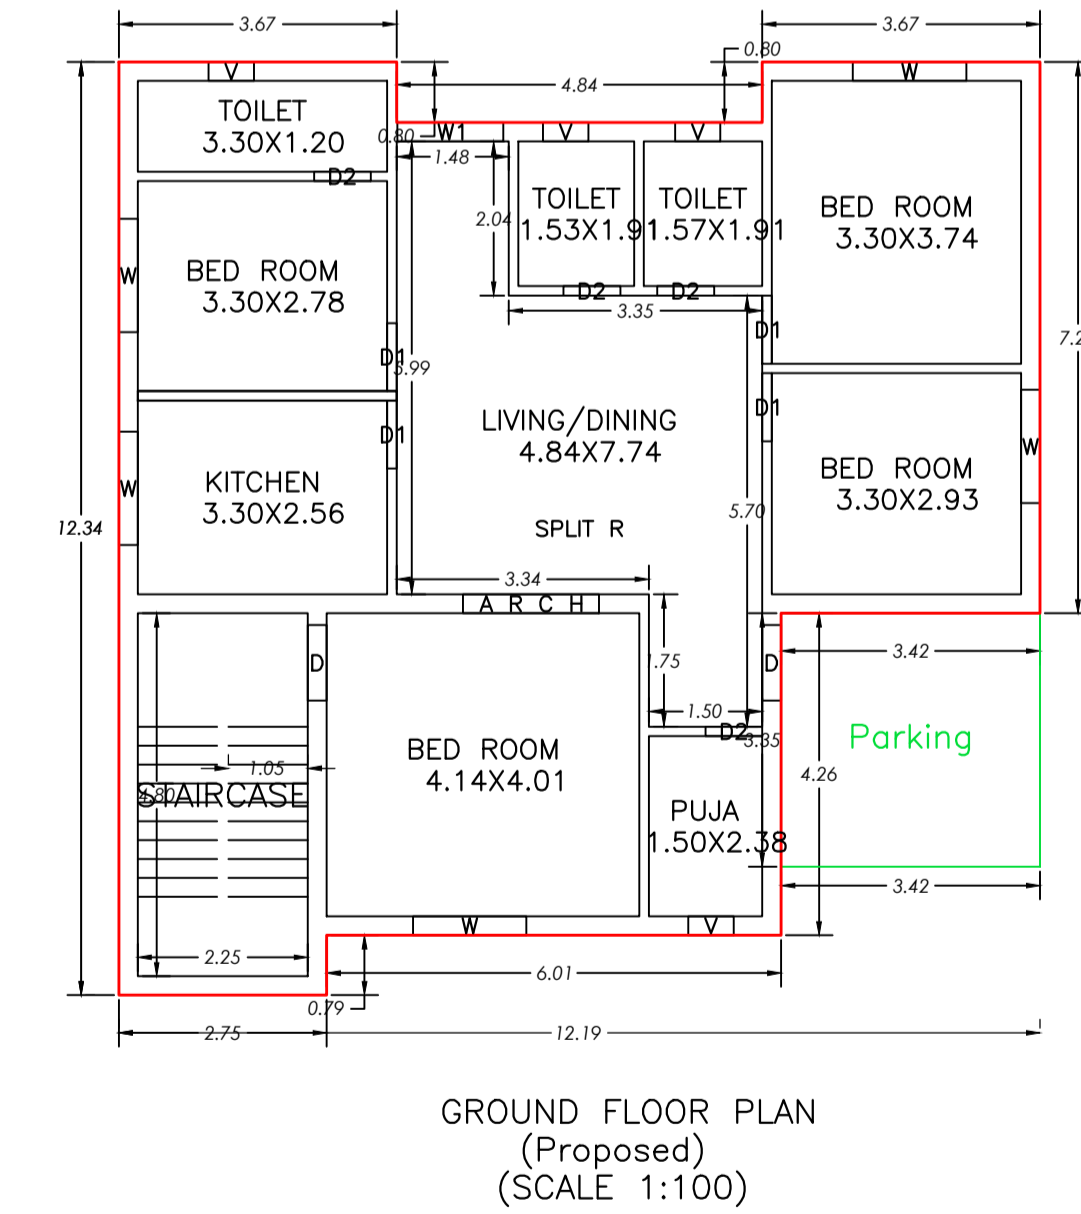 3.67
3.67
0.80
4.84
V
W
TOILET
3.30X1.20
0.80
W1
V
V
1.48
D2
TOILET
1.53X1.91
TOILET
1.57X1.91
2.04
BED ROOM
3.30X3.74
W
BED ROOM
3.30X2.78
D2
D2
3.35
D1
D1
D1
LIVING/DINING
4.84X7.74
D1
W
BED ROOM
3.30X2.93
W
KITCHEN
3.30X2.56
5.70
SPLIT R
12.34
3.34
A R C H
D
1.75
D
3.42
1.50
D2
3.35
Parking
BED ROOM
4.14X4.01
1.05
STAIRCASE
4.80
4.26
PUJA
1.50X2.38
3.42
W
V
2.25
6.01
0.79
2.75
12.19
GROUND FLOOR PLAN
(Proposed)
(SCALE 1:100)